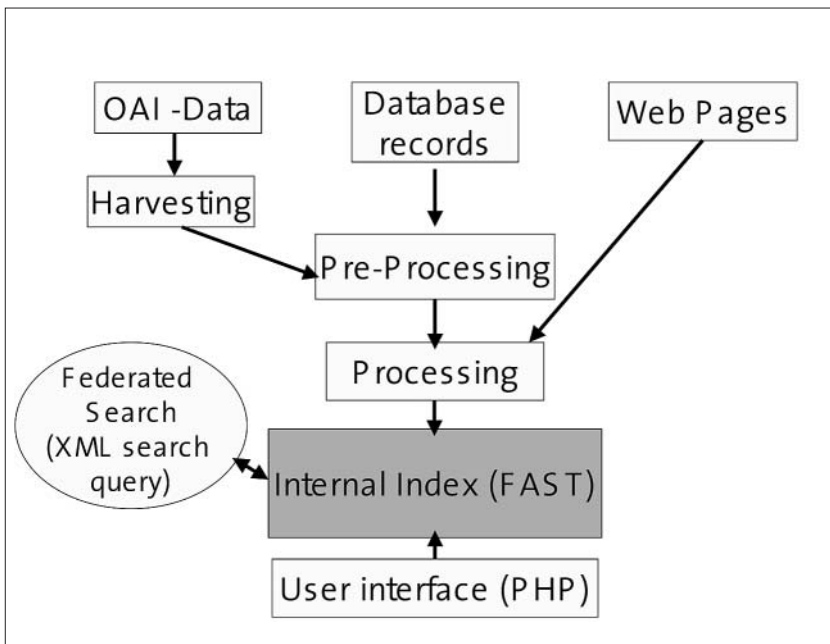 OAI -Data
Database
records
Web Pages
Harvesting
Pre-Processing
Processing
Federated
Search
(XML search
query)
Internal Index (FAST)
User interface (PHP)